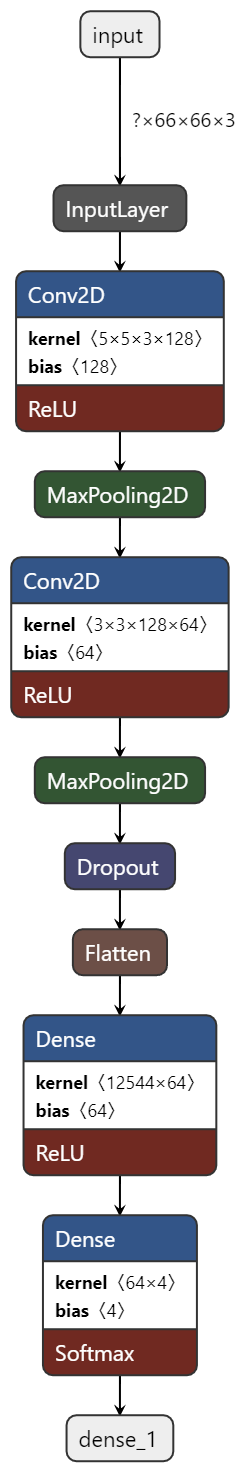 input
?×66×66×3
InputLayer
Conv2D
kernel〈5×5×3×128〉
bias〈128〉
ReLU
MaxPooling2D
Conv2D
kernel〈3×3×128×64〉
bias〈64〉
ReLU
MaxPooling2D
Dropout
Flatten
Dense
kernel〈12544×64〉
bias〈64〉
ReLU
Dense
kernel〈64×4〉
bias〈4〉
Softmax
dense_1